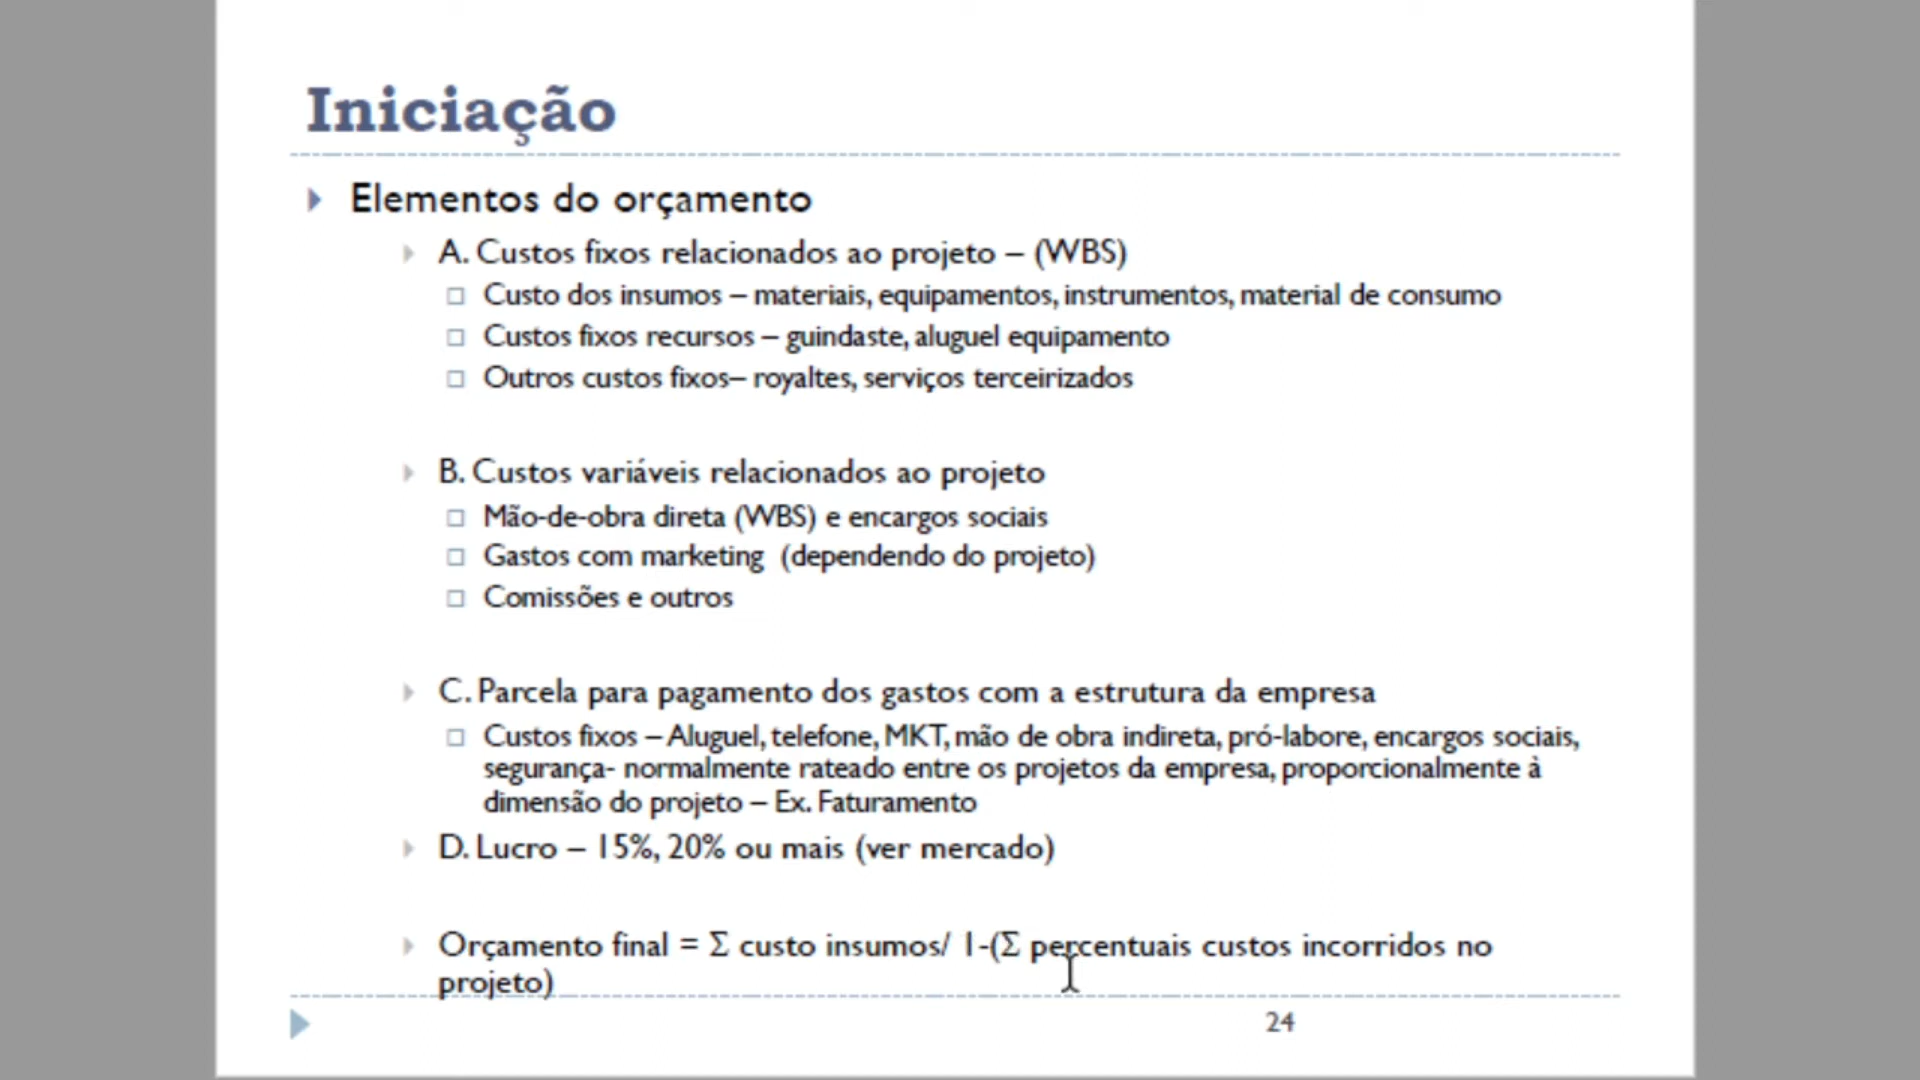 Iniciação
Elementos do orçamento
A. Custos fixos relacionados ao projeto – (WBS)
Custo dos insumos – materiais, equipamentos, instrumentos, material de consumo
Custos fixos recursos – guindaste, aluguel equipamento
Outros custos fixos– royaltes, serviços terceirizados
B. Custos variáveis relacionados ao projeto
Mão-de-obra direta (WBS) e encargos sociais
Gastos com marketing (dependendo do projeto)
Comissões e outros
C. Parcela para pagamento dos gastos com a estrutura da empresa
Custos fixos – Aluguel, telefone, MKT, mão de obra indireta, pró-labore, encargos sociais,
segurança- normalmente rateado entre os projetos da empresa, proporcionalmente à
dimensão do projeto – Ex. Faturamento
D. Lucro – 15%, 20% ou mais (ver mercado)
Orçamento final = Σ custo insumos/ 1-(Σ percentuais custos incorridos no
projeto)
24